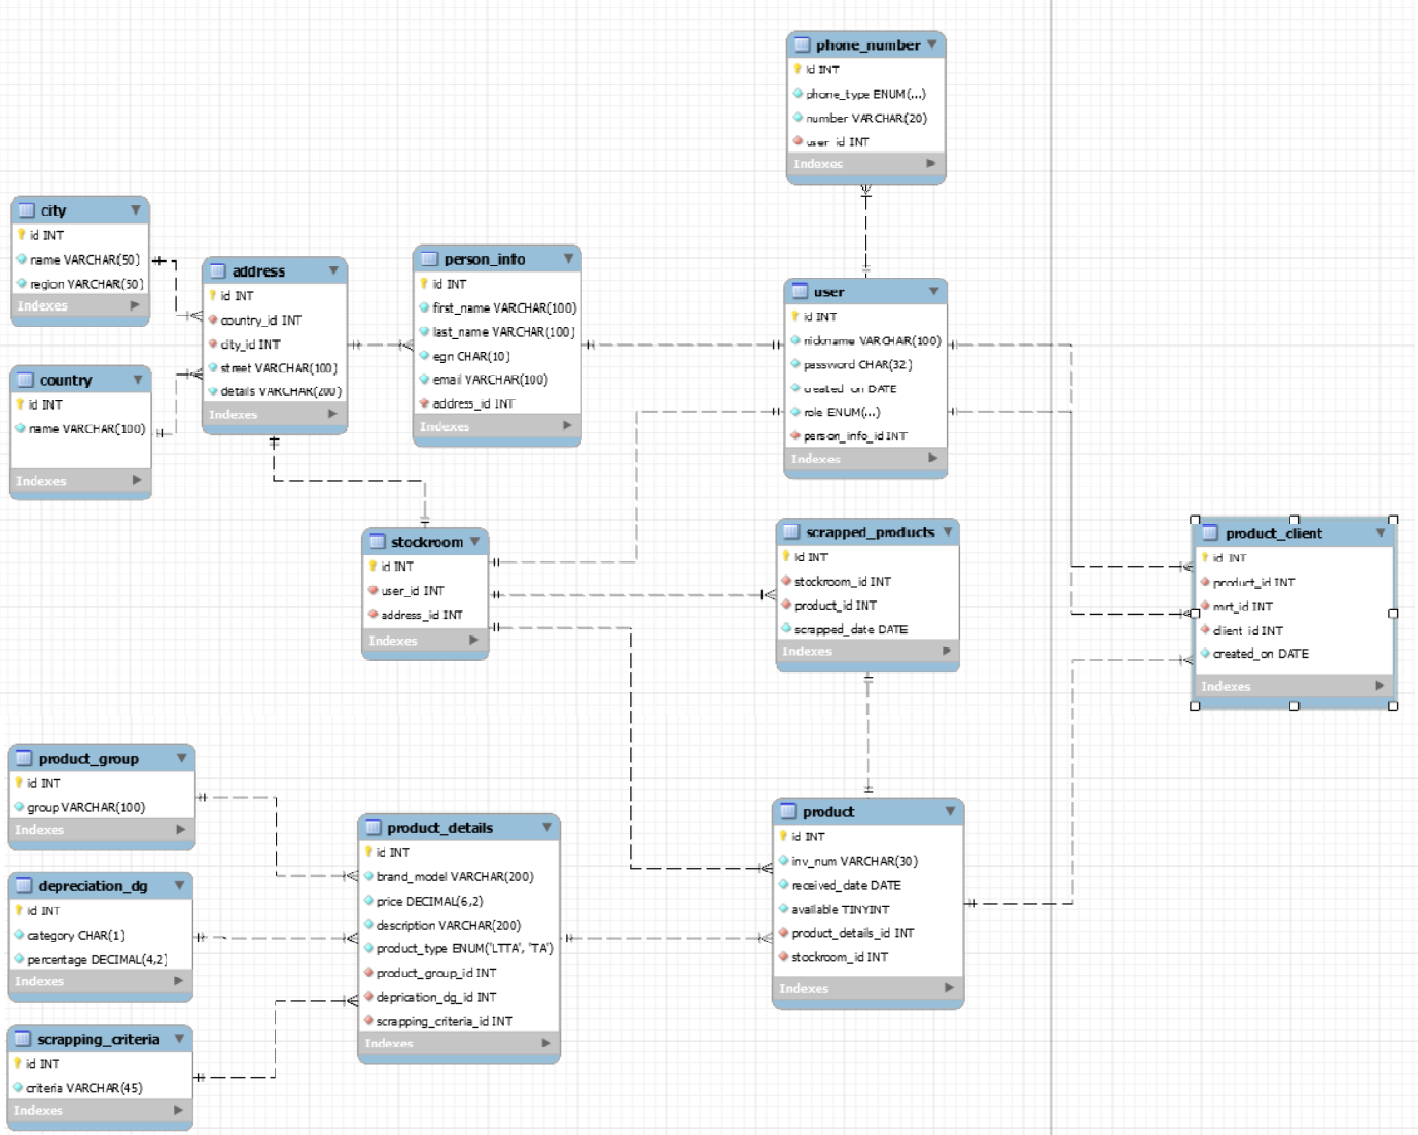 phone_number
id INT
phone_type ENUM(...)
number VARCHAR(20)
user_id INT
Indexes
city
id INT
name VARCHAR(50)
region VARCHAR(50)
Indexes
address
id INT
country_id INT
city_id INT
street VARCHAR(100)
details VARCHAR(200)
Indexes
person_info
id INT
first_name VARCHAR(100)
last_name VARCHAR(100)
egn CHAR(10)
email VARCHAR(100)
address_id INT
Indexes
user
id INT
nickname VARCHAR(100)
password CHAR(32)
created_on DATE
role ENUM(...)
person_info_id INT
Indexes
country
id INT
name VARCHAR(100)
Indexes
stockroom
id INT
user_id INT
address_id INT
Indexes
scrapped_products
id INT
stockroom_id INT
product_id INT
scrapped_date DATE
Indexes
product_client
id INT
product_id INT
mrt_id INT
client_id INT
created_on DATE
Indexes
product_group
id INT
group VARCHAR(100)
Indexes
depreciation_dg
id INT
category CHAR(1)
percentage DECIMAL(4,2)
Indexes
scrapping_criteria
id INT
criteria VARCHAR(45)
Indexes
product_details
id INT
brand_model VARCHAR(200)
price DECIMAL(6,2)
description VARCHAR(200)
product_type ENUM('LTTA', 'TA')
product_group_id INT
deprication_dg_id INT
scrapping_criteria_id INT
Indexes
product
id INT
inv_num VARCHAR(30)
received_date DATE
available TINYINT
product_details_id INT
stockroom_id INT
Indexes